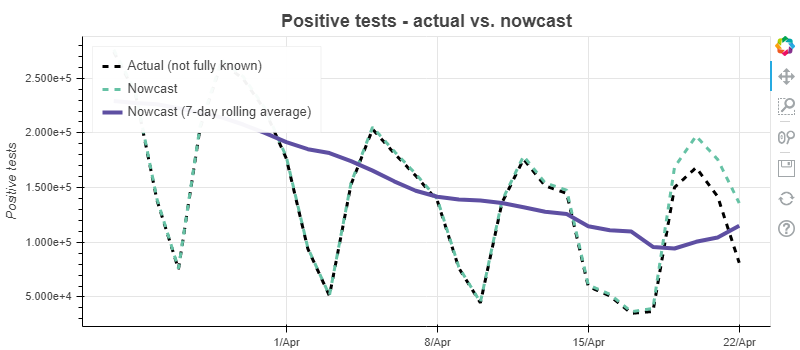 Positive tests - actual vs. nowcast
Actual (not fully known)
Nowcast
Nowcast (7-day rolling average)
2.500e+5
2.000e+5
1.500e+5
1.000e+5
5.000e+4
Positive tests
1/Apr
8/Apr
15/Apr
22/Apr